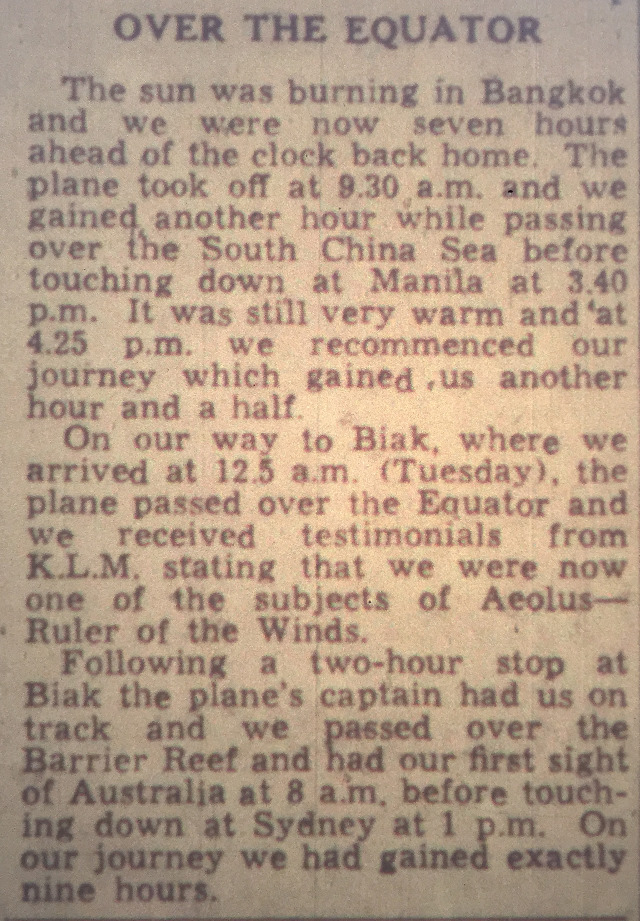 OVER THE EQUATOR
The sun was burning in Bangkok
and we were now seven hours
ahead of the clock back home. The
plane took off at 9.30 a.m. and we
gained another hour while passing
over the South China Sea before
touching down at Manila at 3.40
p.m. It was still very warm and at
4.25 p.m. we recommenced our
journey which gained us another
hour and a half.
On our way to Biak, where we
arrived at 12.5 a.m. (Tuesday), the
plane passed over the Equator and
we received testimonials from
K.L.M. stating that we were now
one of the subjects of Aeolus—
Ruler of the Winds.
Following a two-hour stop at
Biak the plane's captain had us on
track and we passed over the
Barrier Reef and had our first sight
of Australia at 8 a.m. before touch-
ing down at Sydney at 1 p.m. On
our journey we had gained exactly
nine hours.